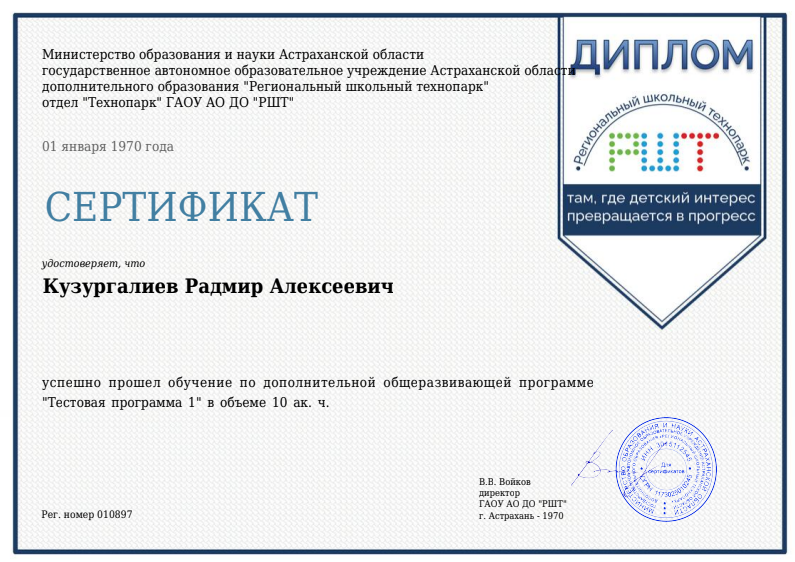 Министерство образования и науки Астраханской области
государственное автономное образовательное учреждение Астраханской области
дополнительного образования "Региональный школьный технопарк"
отдел "Технопарк" ГАОУ АО ДО "РШТ"
ДИПЛОМ
Региональный школьный технопарк
РШТ
там, где детский интерес
превращается в прогресс
01 января 1970 года
СЕРТИФИКАТ
удостоверяет, что
Кузургалиев Радмир Алексеевич
успешно прошел обучение по дополнительной общеразвивающей программе
"Тестовая программа 1" в объеме 10 ак. ч.
В.В. Войков
директор
ГАОУ АО ДО "РШТ"
г. Астрахань - 1970
Рег. номер 010897
Для
сертификатов